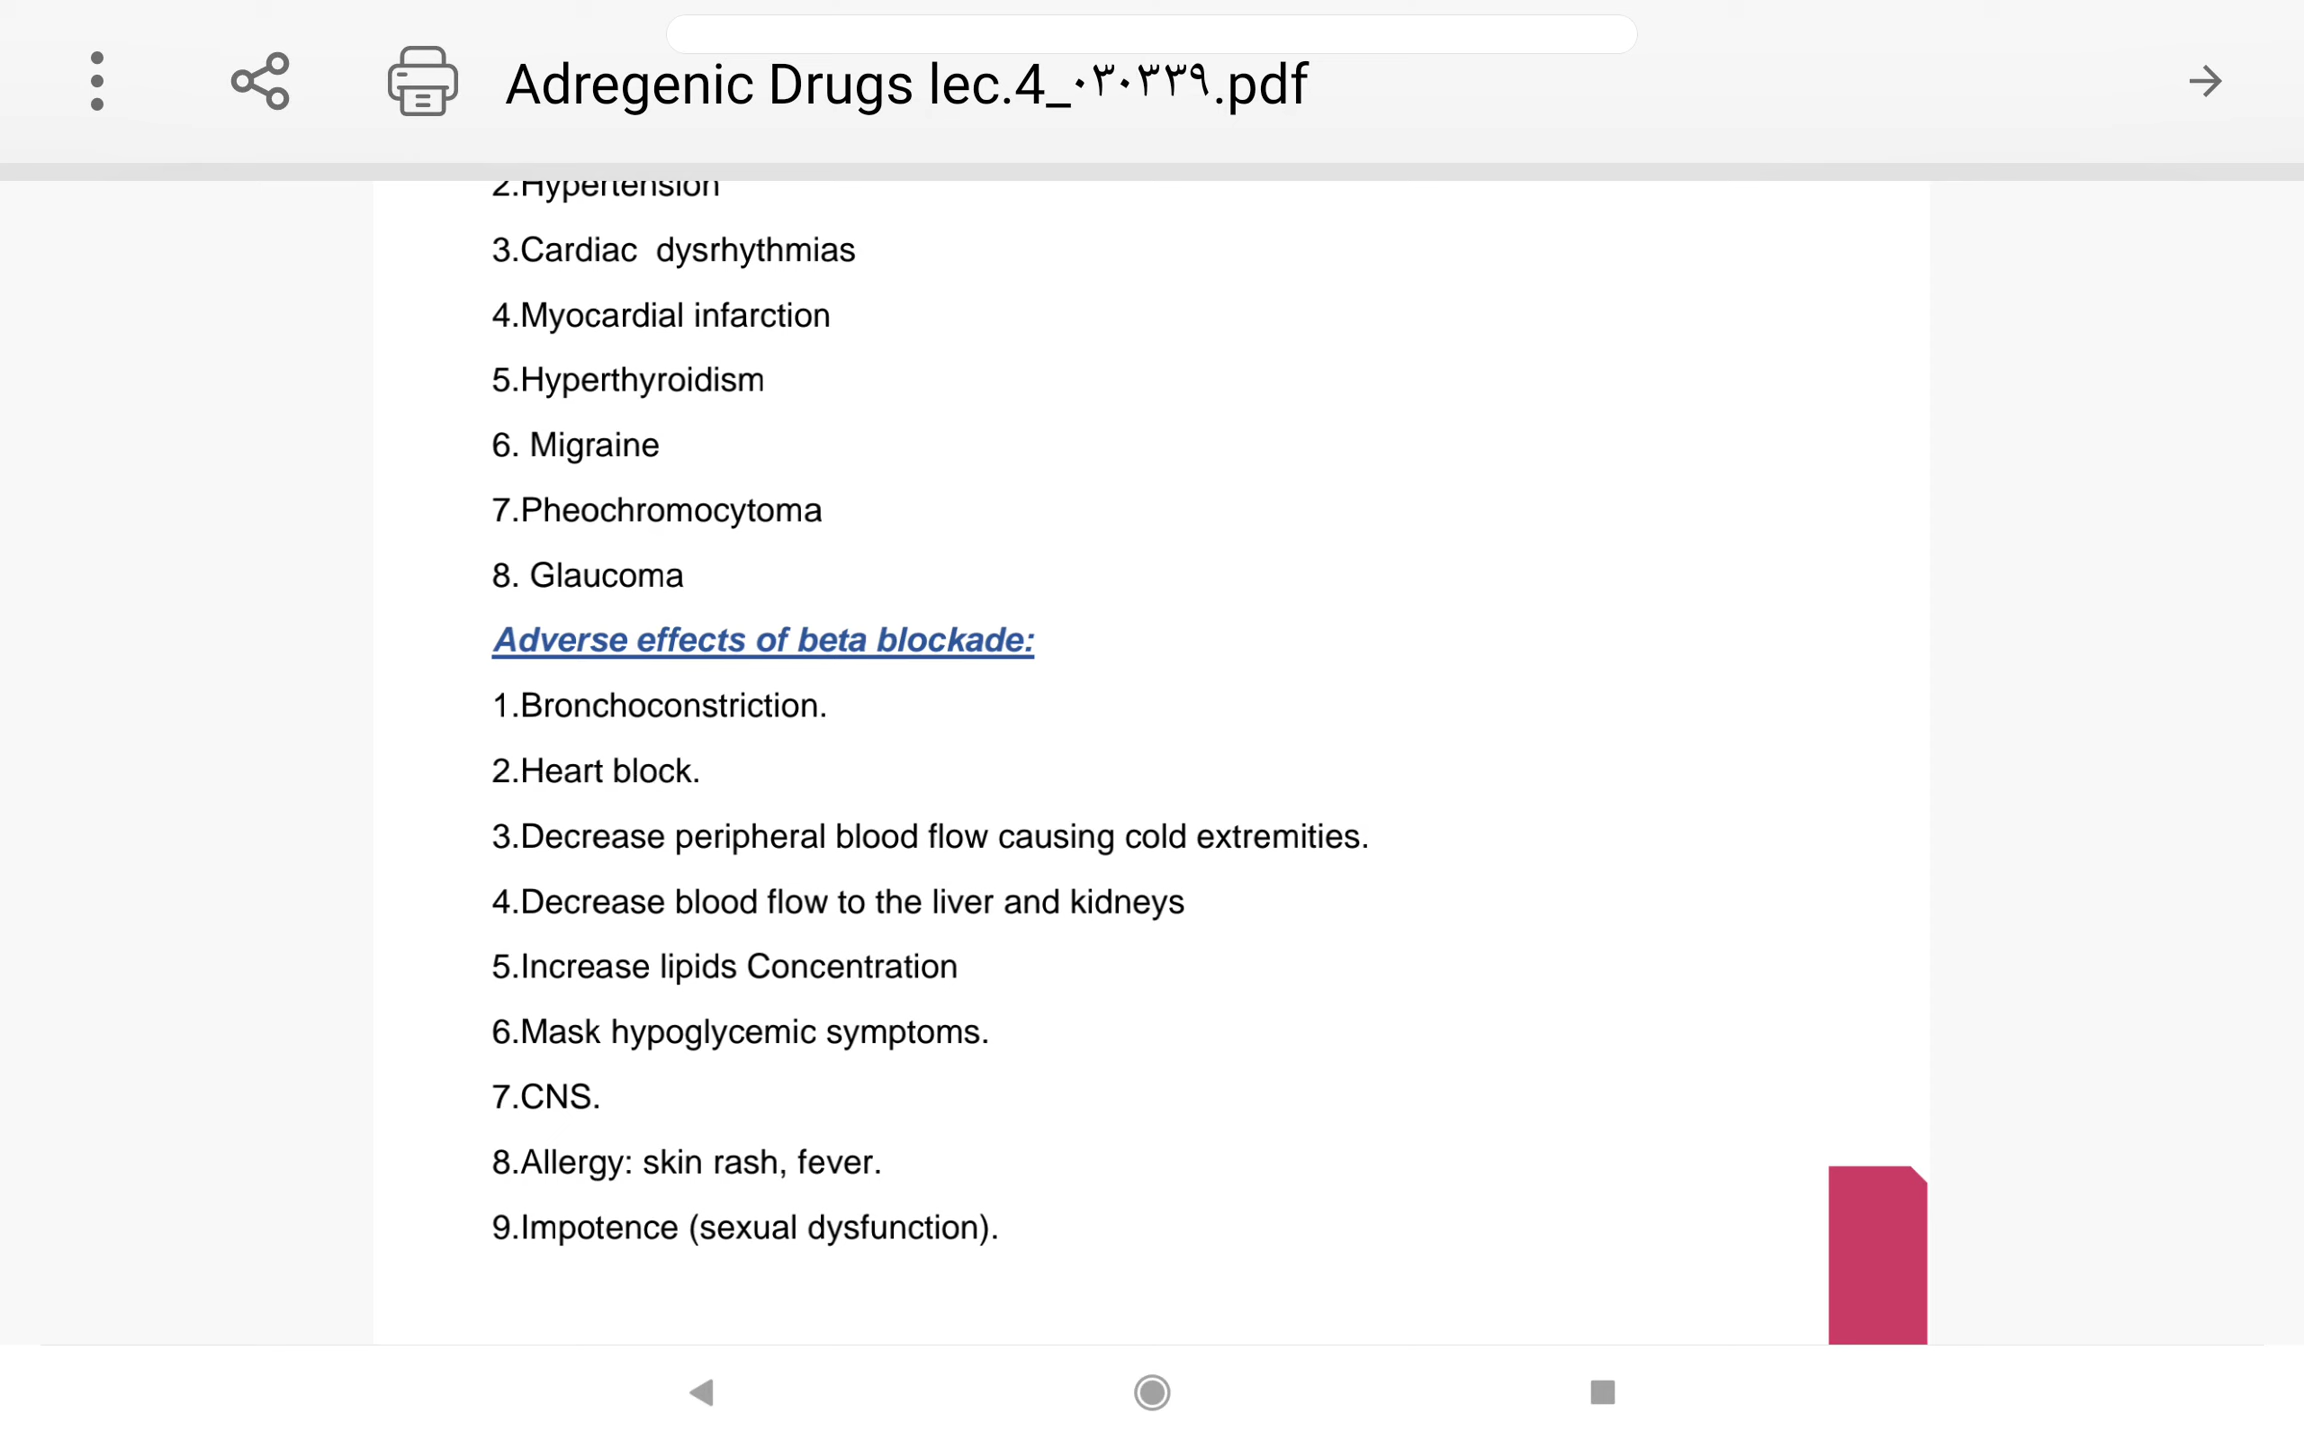 Adregenic Drugs lec.4_٠٣٠٣٣٩.pdf
2.Hypertension
3.Cardiac  dysrhythmias
4.Myocardial infarction
5.Hyperthyroidism
6. Migraine
7.Pheochromocytoma
8. Glaucoma
Adverse effects of beta blockade:
1.Bronchoconstriction.
2.Heart block.
3.Decrease peripheral blood flow causing cold extremities.
4.Decrease blood flow to the liver and kidneys
5.Increase lipids Concentration
6.Mask hypoglycemic symptoms.
7.CNS.
8.Allergy: skin rash, fever.
9.Impotence (sexual dysfunction).